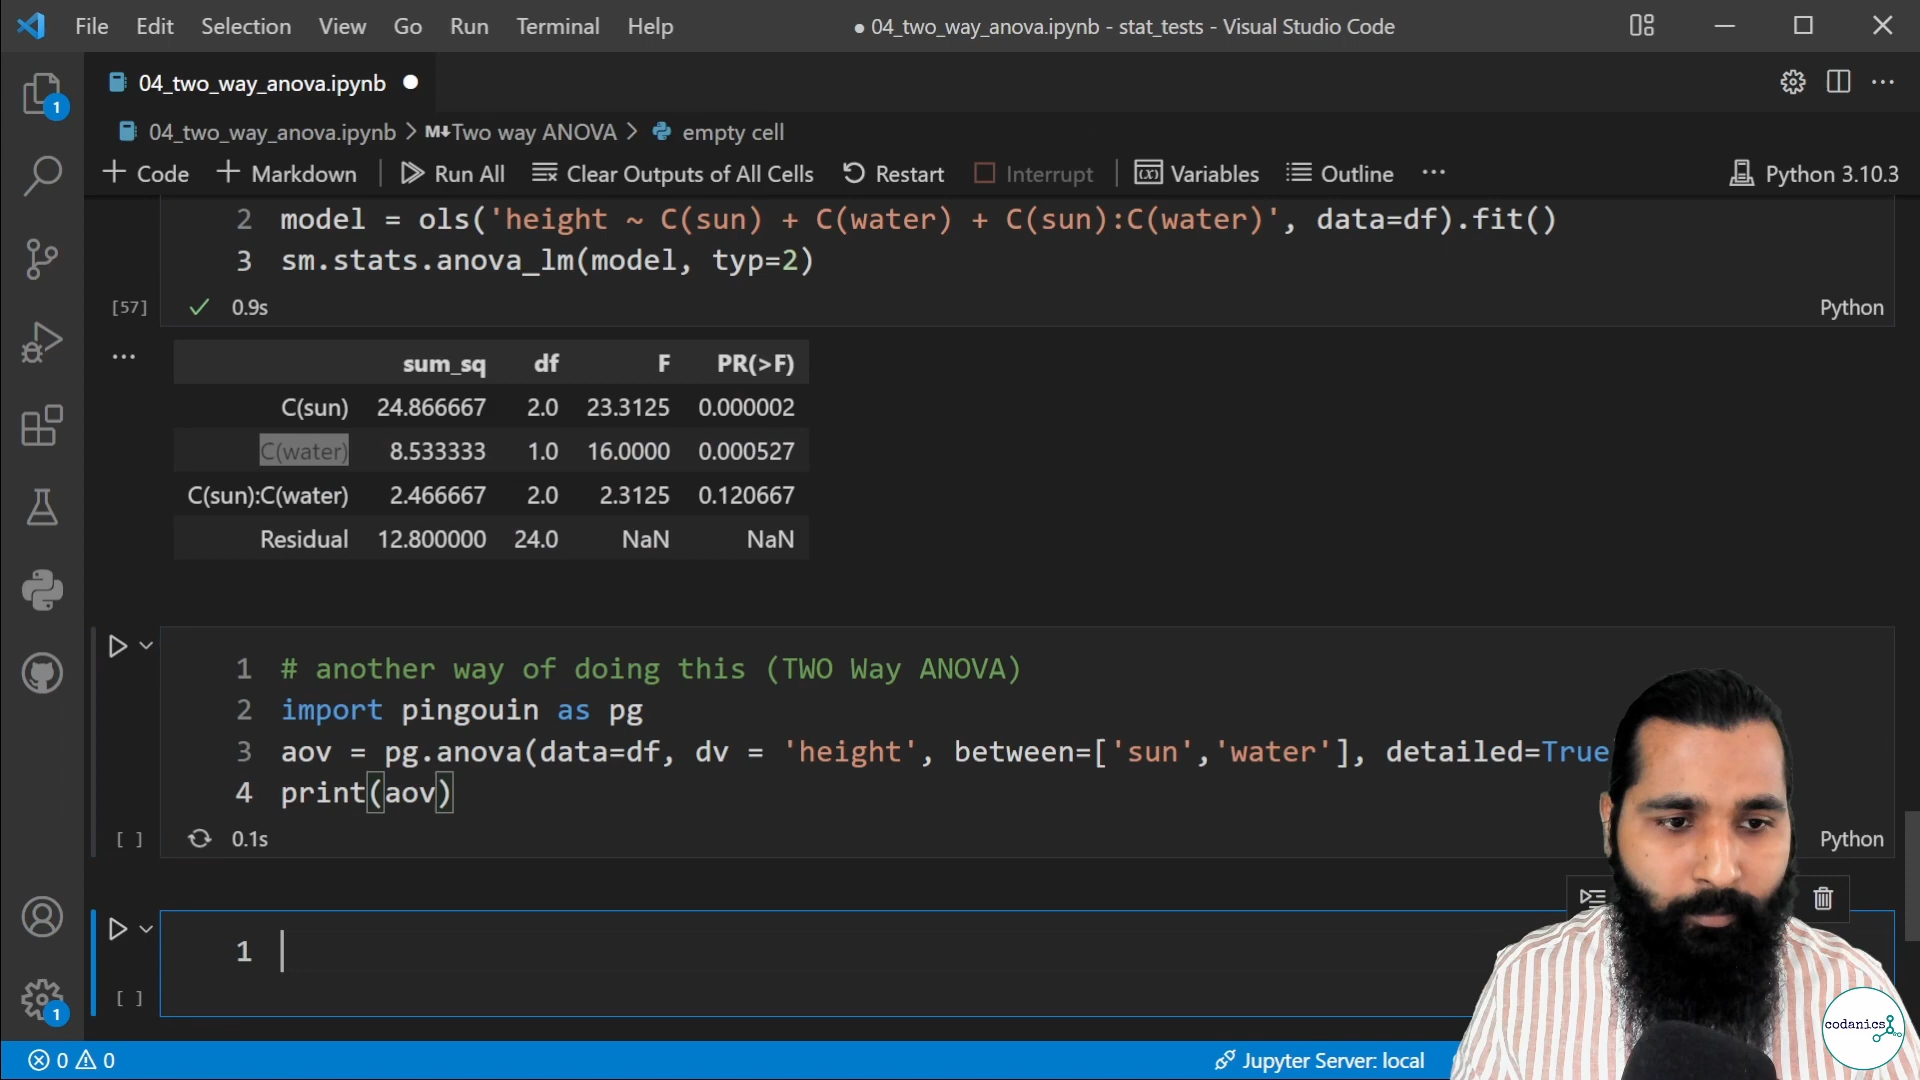 File Edit Selection View Go Run Terminal Help
● 04_two_way_anova.ipynb - stat_tests - Visual Studio Code
04_two_way_anova.ipynb ●
1
04_two_way_anova.ipynb > M↓Two way ANOVA > empty cell
+ Code + Markdown | Run All Clear Outputs of All Cells Restart Interrupt | Variables Outline ··· Python 3.10.3
2 model = ols('height ~ C(sun) + C(water) + C(sun):C(water)', data=df).fit()
3 sm.stats.anova_lm(model, typ=2)
[57] ✓ 0.9s Python
sum_sq df F PR(>F)
C(sun) 24.866667 2.0 23.3125 0.000002
C(water) 8.533333 1.0 16.0000 0.000527
C(sun):C(water) 2.466667 2.0 2.3125 0.120667
Residual 12.800000 24.0 NaN NaN
1 # another way of doing this (TWO Way ANOVA)
2 import pingouin as pg
3 aov = pg.anova(data=df, dv = 'height', between=['sun','water'], detailed=True
4 print(aov)
[ ] 0.1s Python
1
[ ]
1
codanics
0 0 Jupyter Server: local